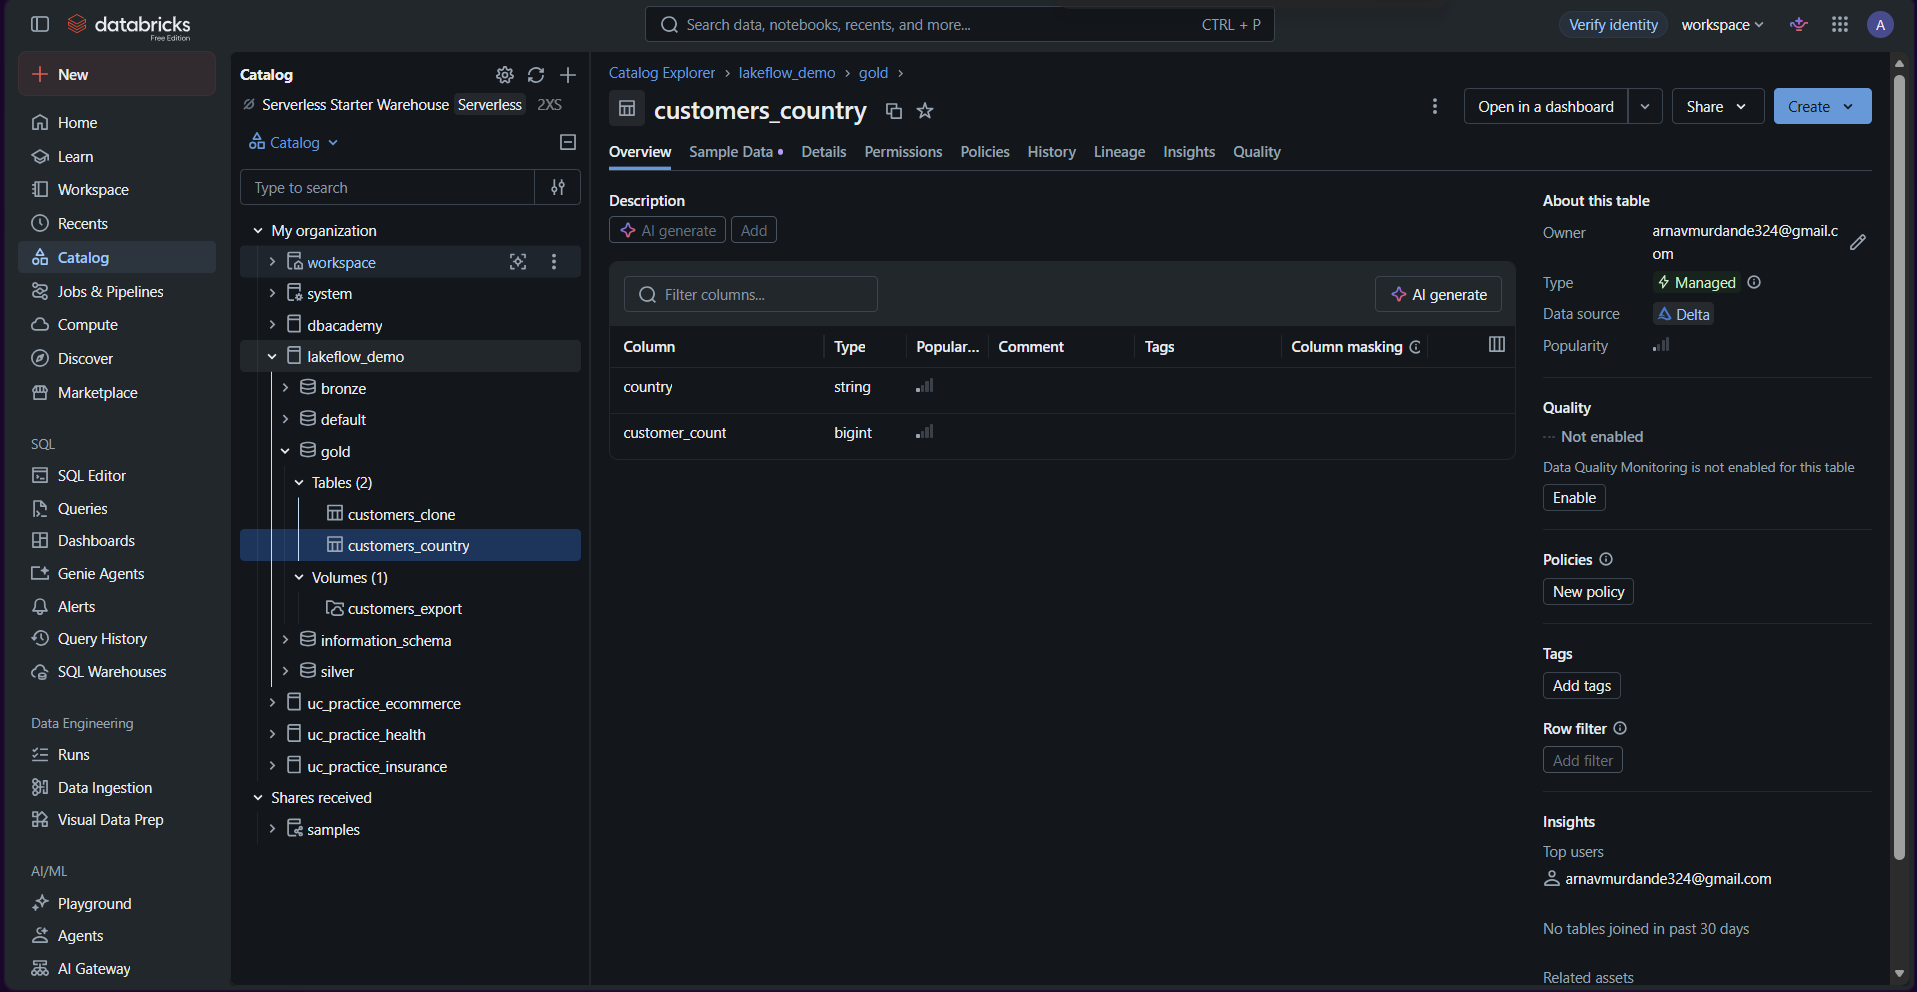 databricks
Free Edition
Search data, notebooks, recents, and more...
CTRL + P
Verify identity
workspace
A
New
Home
Learn
Workspace
Recents
Catalog
Jobs & Pipelines
Compute
Discover
Marketplace
SQL
SQL Editor
Queries
Dashboards
Genie Agents
Alerts
Query History
SQL Warehouses
Data Engineering
Runs
Data Ingestion
Visual Data Prep
AI/ML
Playground
Agents
AI Gateway
Catalog
Serverless Starter Warehouse Serverless 2XS
Catalog
Type to search
My organization
workspace
system
dbacademy
lakeflow_demo
bronze
default
gold
Tables (2)
customers_clone
customers_country
Volumes (1)
customers_export
information_schema
silver
uc_practice_ecommerce
uc_practice_health
uc_practice_insurance
Shares received
samples
Catalog Explorer › lakeflow_demo › gold ›
customers_country
Open in a dashboard
Share
Create
Overview Sample Data Details Permissions Policies History Lineage Insights Quality
Description
AI generate Add
Filter columns...
AI generate
Column Type Popular... Comment Tags Column masking
country string
customer_count bigint
About this table
Owner arnavmurdande324@gmail.c
om
Type Managed
Data source Delta
Popularity
Quality
Not enabled
Data Quality Monitoring is not enabled for this table
Enable
Policies
New policy
Tags
Add tags
Row filter
Add filter
Insights
Top users
arnavmurdande324@gmail.com
No tables joined in past 30 days
Related assets